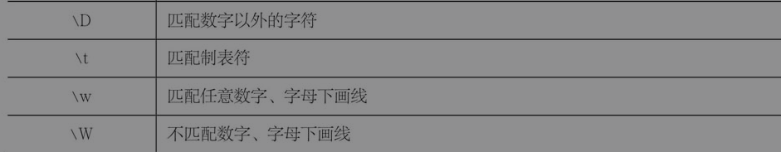 \D 匹配数字以外的字符
\t 匹配制表符
\w 匹配任意数字、字母下画线
\W 不匹配数字、字母下画线